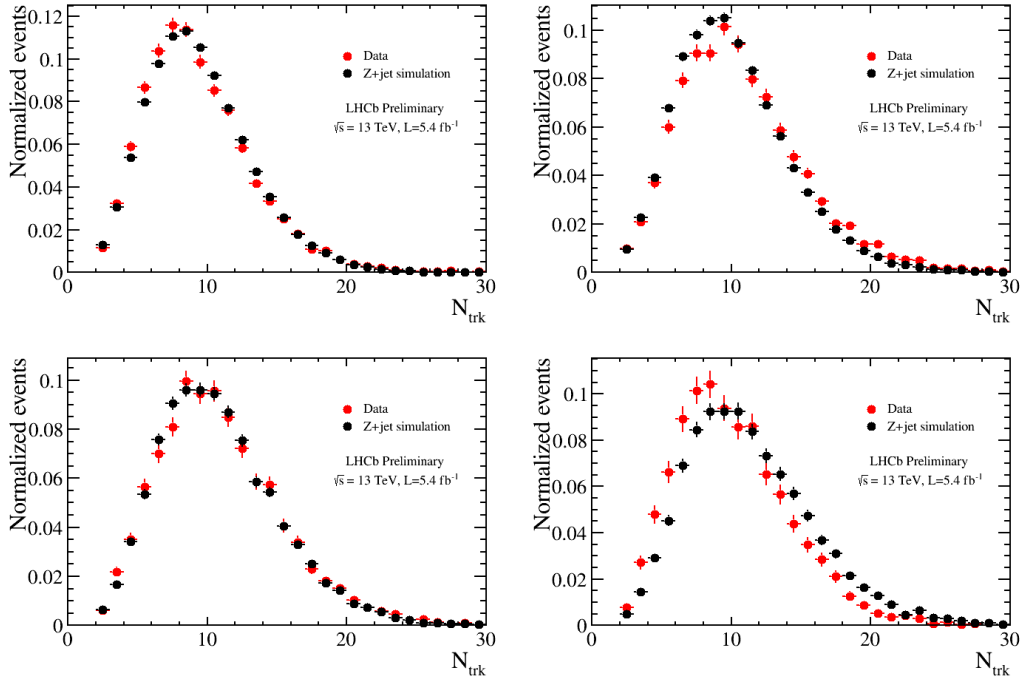 Normalized events
0.12
0.1
0.08
0.06
0.04
0.02
0
Data
Z+jet simulation
LHCb Preliminary
√s = 13 TeV, L=5.4 fb⁻¹
0 10 20 30
N_trk
Normalized events
0.1
0.08
0.06
0.04
0.02
0
Data
Z+jet simulation
LHCb Preliminary
√s = 13 TeV, L=5.4 fb⁻¹
0 10 20 30
N_trk
Normalized events
0.1
0.08
0.06
0.04
0.02
0
Data
Z+jet simulation
LHCb Preliminary
√s = 13 TeV, L=5.4 fb⁻¹
0 10 20 30
N_trk
Normalized events
0.1
0.08
0.06
0.04
0.02
0
Data
Z+jet simulation
LHCb Preliminary
√s = 13 TeV, L=5.4 fb⁻¹
0 10 20 30
N_trk